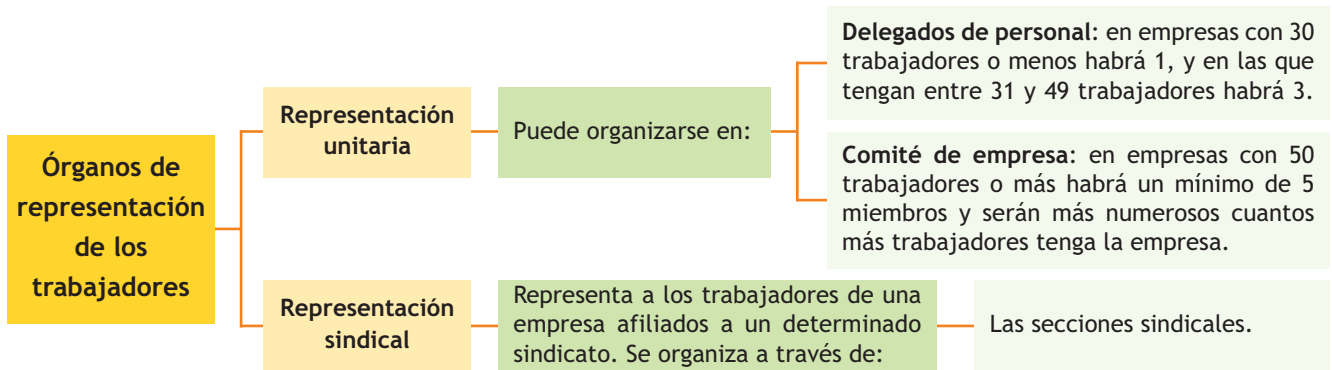 Órganos de
representación
de los
trabajadores
Representación
unitaria
Puede organizarse en:
Delegados de personal: en empresas con 30
trabajadores o menos habrá 1, y en las que
tengan entre 31 y 49 trabajadores habrá 3.
Comité de empresa: en empresas con 50
trabajadores o más habrá un mínimo de 5
miembros y serán más numerosos cuantos
más trabajadores tenga la empresa.
Representación
sindical
Representa a los trabajadores de una
empresa afiliados a un determinado
sindicato. Se organiza a través de:
Las secciones sindicales.